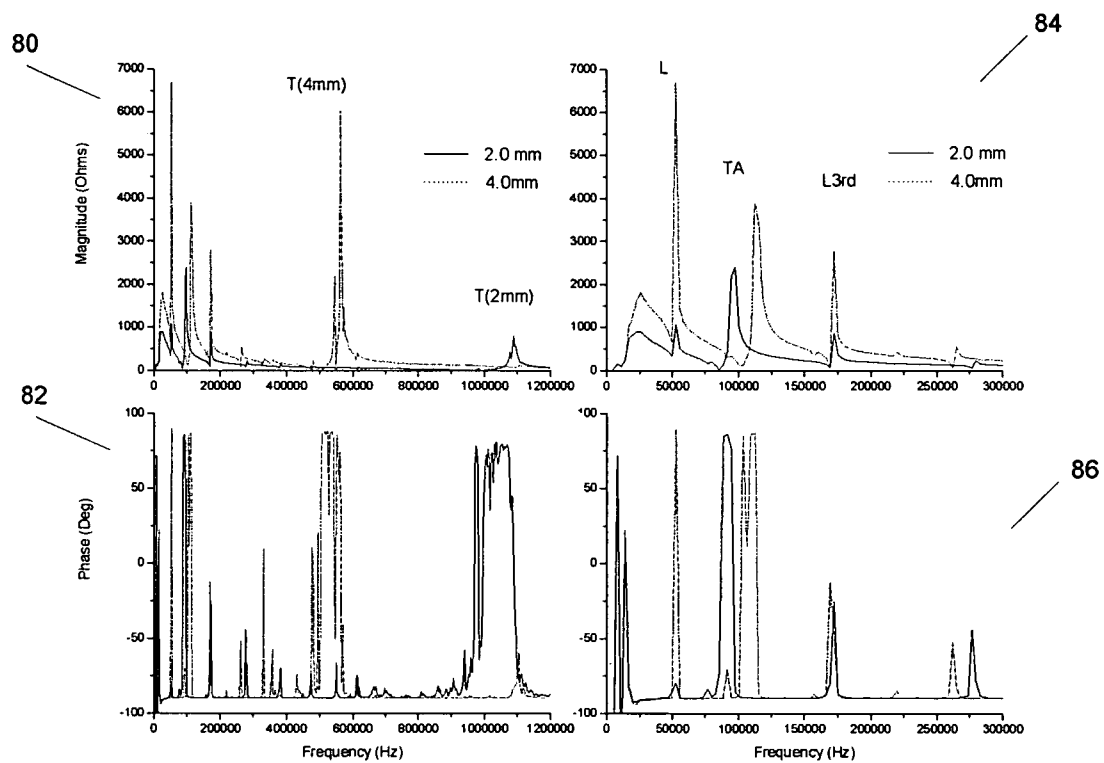 80
84
7000
6000
5000
4000
3000
2000
1000
0
Magnitude (Ohms)
T(4mm)
2.0 mm
4.0mm
T(2mm)
0 200000 400000 600000 800000 1000000 1200000
7000
6000
5000
4000
3000
2000
1000
0
L
TA
L3rd
2.0 mm
4.0mm
0 50000 100000 150000 200000 250000 300000
82
86
100
50
0
-50
-100
Phase (Deg)
0 200000 400000 600000 800000 1000000 1200000
Frequency (Hz)
100
50
0
-50
-100
0 50000 100000 150000 200000 250000 300000
Frequency (Hz)